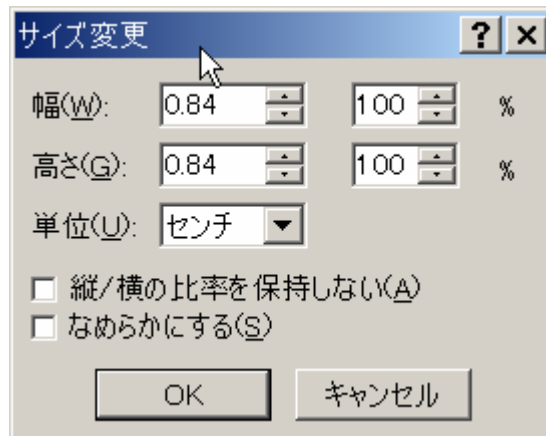 サイズ変更
幅(W): 0.84 100 %
高さ(G): 0.84 100 %
単位(U): センチ
縦/横の比率を保持しない(A)
なめらかにする(S)
OK キャンセル